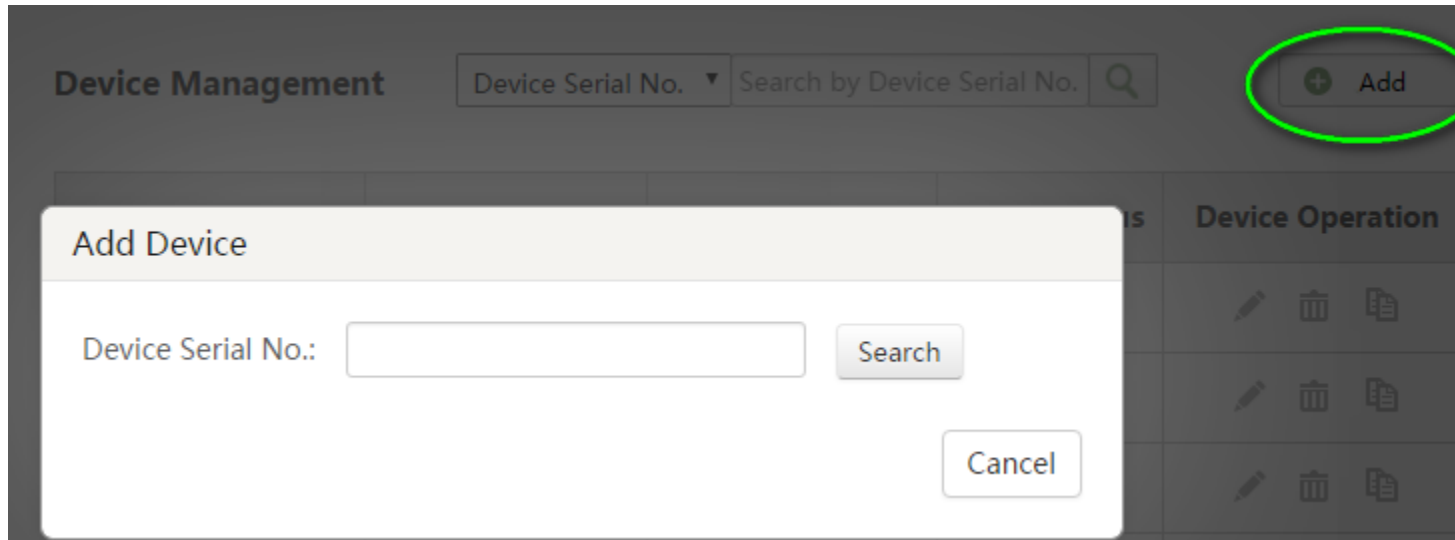 Device Management
Device Serial No.
Search by Device Serial No.
Add
us
Device Operation
Add Device
Device Serial No.:
Search
Cancel